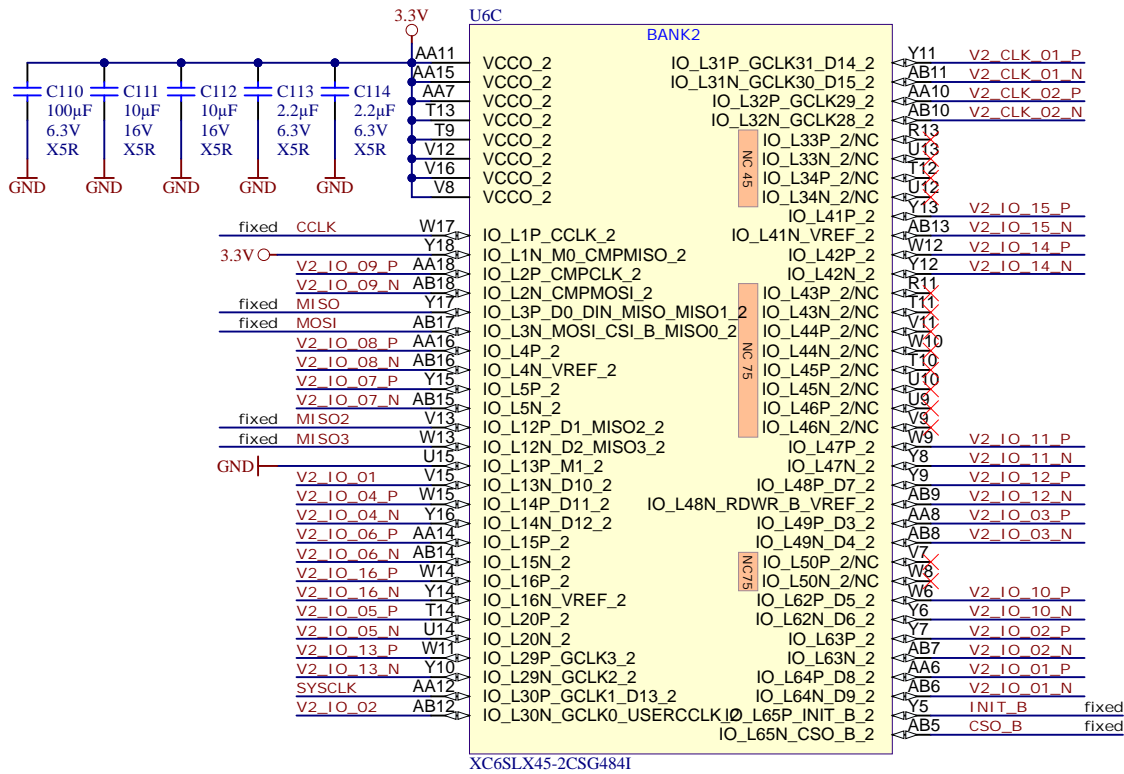 U6C
3.3V
BANK2
C110
100µF
6.3V
X5R
GND
C111
10µF
16V
X5R
GND
C112
10µF
16V
X5R
GND
C113
2.2µF
6.3V
X5R
GND
C114
2.2µF
6.3V
X5R
GND
AA11 VCCO_2
AA15 VCCO_2
AA7 VCCO_2
T13 VCCO_2
T9 VCCO_2
V12 VCCO_2
V16 VCCO_2
V8 VCCO_2
fixed CCLK W17 IO_L1P_CCLK_2
3.3V Y18 IO_L1N_M0_CMPMISO_2
V2_IO_09_P AA18 IO_L2P_CMPCLK_2
V2_IO_09_N AB18 IO_L2N_CMPMOSI_2
fixed MISO Y17 IO_L3P_D0_DIN_MISO_MISO1_2
fixed MOSI AB17 IO_L3N_MOSI_CSI_B_MISO0_2
V2_IO_08_P AA16 IO_L4P_2
V2_IO_08_N AB16 IO_L4N_VREF_2
V2_IO_07_P Y15 IO_L5P_2
V2_IO_07_N AB15 IO_L5N_2
fixed MISO2 V13 IO_L12P_D1_MISO2_2
fixed MISO3 W13 IO_L12N_D2_MISO3_2
GND U15 IO_L13P_M1_2
V2_IO_01 V15 IO_L13N_D10_2
V2_IO_04_P W15 IO_L14P_D11_2
V2_IO_04_N Y16 IO_L14N_D12_2
V2_IO_06_P AA14 IO_L15P_2
V2_IO_06_N AB14 IO_L15N_2
V2_IO_16_P W14 IO_L16P_2
V2_IO_16_N Y14 IO_L16N_VREF_2
V2_IO_05_P T14 IO_L20P_2
V2_IO_05_N U14 IO_L20N_2
V2_IO_13_P W11 IO_L29P_GCLK3_2
V2_IO_13_N Y10 IO_L29N_GCLK2_2
SYSCLK AA12 IO_L30P_GCLK1_D13_2
V2_IO_02 AB12 IO_L30N_GCLK0_USERCCLK_2
IO_L31P_GCLK31_D14_2 Y11 V2_CLK_01_P
IO_L31N_GCLK30_D15_2 AB11 V2_CLK_01_N
IO_L32P_GCLK29_2 AA10 V2_CLK_02_P
IO_L32N_GCLK28_2 AB10 V2_CLK_02_N
NC 45
IO_L33P_2/NC R13
IO_L33N_2/NC U13
IO_L34P_2/NC T12
IO_L34N_2/NC U12
IO_L41P_2 Y13 V2_IO_15_P
IO_L41N_VREF_2 AB13 V2_IO_15_N
IO_L42P_2 W12 V2_IO_14_P
IO_L42N_2 Y12 V2_IO_14_N
NC 75
IO_L43P_2/NC R11
IO_L43N_2/NC T11
IO_L44P_2/NC V11
IO_L44N_2/NC W10
IO_L45P_2/NC T10
IO_L45N_2/NC U10
IO_L46P_2/NC U9
IO_L46N_2/NC V9
IO_L47P_2 W9 V2_IO_11_P
IO_L47N_2 Y8 V2_IO_11_N
IO_L48P_D7_2 Y9 V2_IO_12_P
IO_L48N_RDWR_B_VREF_2 AB9 V2_IO_12_N
IO_L49P_D3_2 AA8 V2_IO_03_P
IO_L49N_D4_2 AB8 V2_IO_03_N
NC75
IO_L50P_2/NC V7
IO_L50N_2/NC W8
IO_L62P_D5_2 W6 V2_IO_10_P
IO_L62N_D6_2 Y6 V2_IO_10_N
IO_L63P_2 Y7 V2_IO_02_P
IO_L63N_2 AB7 V2_IO_02_N
IO_L64P_D8_2 AA6 V2_IO_01_P
IO_L64N_D9_2 AB6 V2_IO_01_N
IO_L65P_INIT_B_2 Y5 INIT_B fixed
IO_L65N_CSO_B_2 AB5 CSO_B fixed
XC6SLX45-2CSG484I